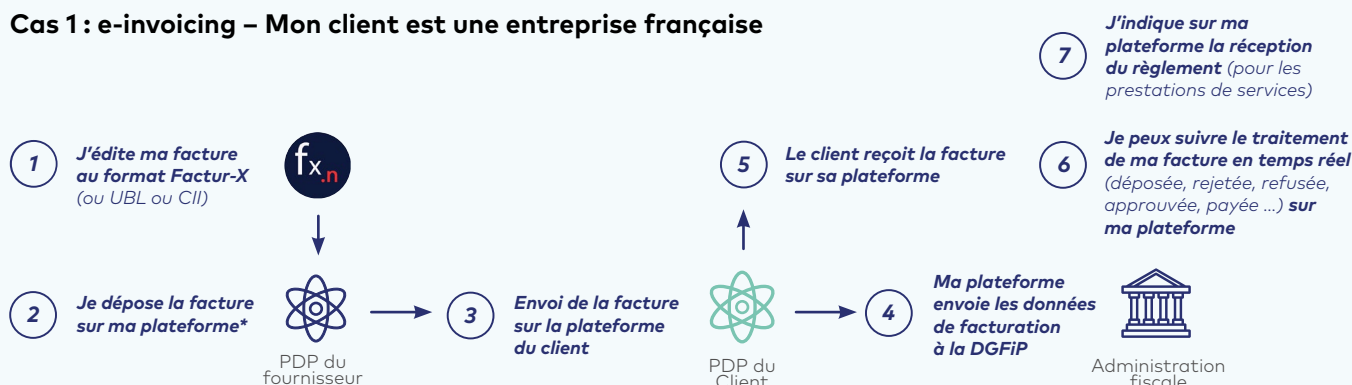 Cas 1 : e-invoicing – Mon client est une entreprise française
7
J'indique sur ma
plateforme la réception
du règlement (pour les
prestations de services)
1
J'édite ma facture
au format Factur-X
(ou UBL ou CII)
fx.n
5
Le client reçoit la facture
sur sa plateforme
6
Je peux suivre le traitement
de ma facture en temps réel
(déposée, rejetée, refusée,
approuvée, payée ...) sur
ma plateforme
2
Je dépose la facture
sur ma plateforme*
PDP du
fournisseur
3
Envoi de la facture
sur la plateforme
du client
PDP du
Client
4
Ma plateforme
envoie les données
de facturation
à la DGFiP
Administration
fiscale